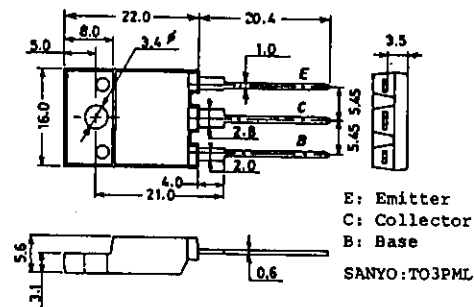 22.0
20.4
8.0
5.0
3.4 ø
1.0
3.5
E
16.0
C
5.45
2.8
B
5.45
4.0
2.0
21.0
E: Emitter
C: Collector
B: Base
SANYO:TO3PML
5.6
3.1
0.6